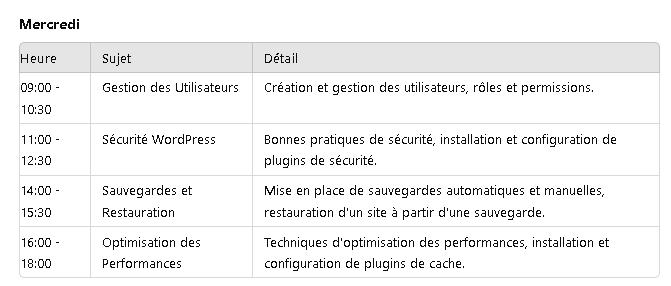 Mercredi
Heure Sujet Détail
09:00 - Gestion des Utilisateurs Création et gestion des utilisateurs, rôles et permissions.
10:30
11:00 - Sécurité WordPress Bonnes pratiques de sécurité, installation et configuration de
12:30 plugins de sécurité.
14:00 - Sauvegardes et Mise en place de sauvegardes automatiques et manuelles,
15:30 Restauration restauration d'un site à partir d'une sauvegarde.
16:00 - Optimisation des Techniques d'optimisation des performances, installation et
18:00 Performances configuration de plugins de cache.